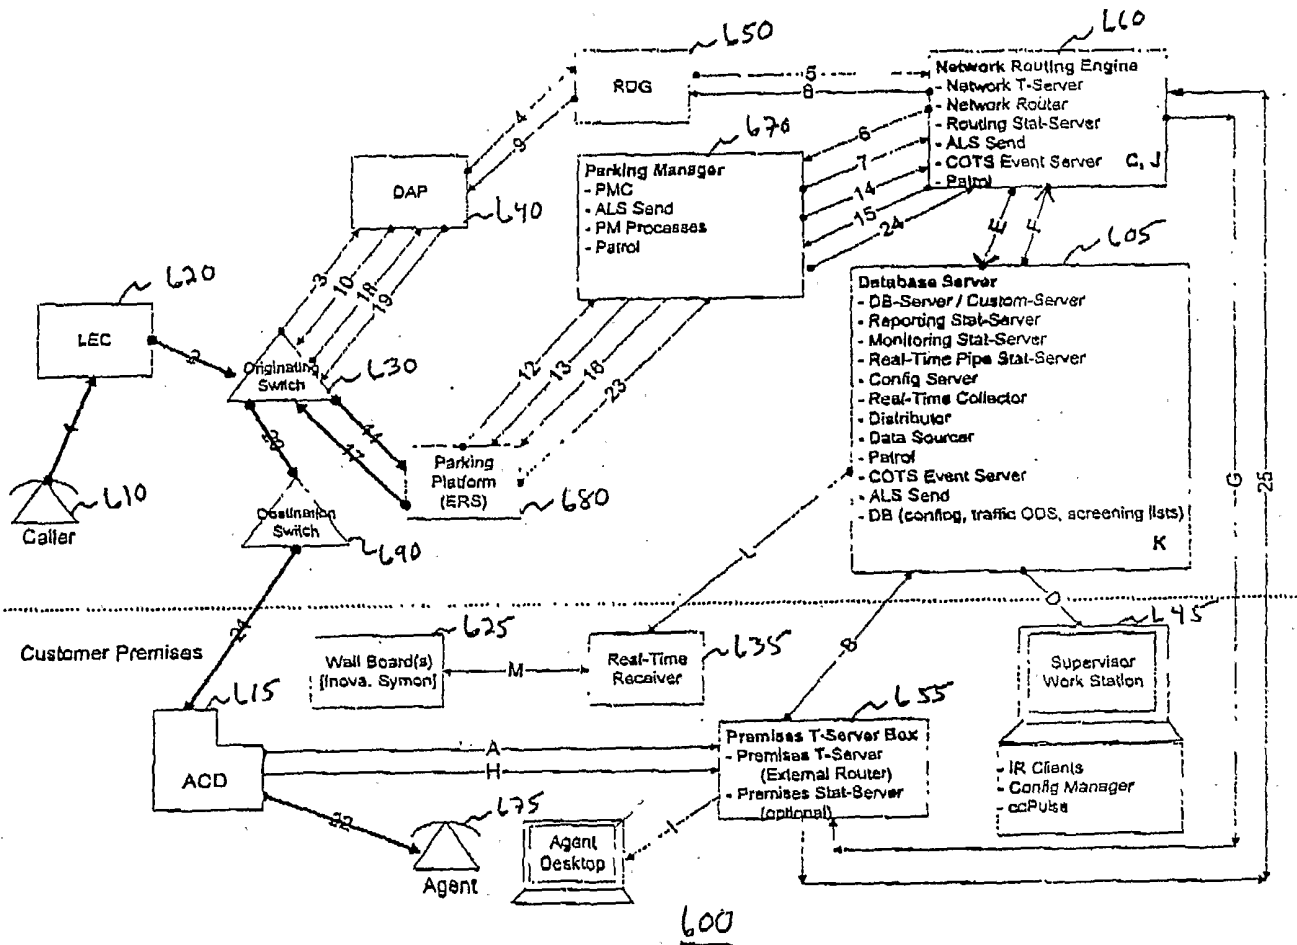 650
660
RDG
5
8
Network Routing Engine
- Network T-Server
- Network Router
- Routing Stat-Server
- ALS Send
- COTS Event Server
C, J
- Patrol
4
9
670
6
7
14
15
24
DAP
640
Parking Manager
- PMC
- ALS Send
- PM Processes
- Patrol
E
F
605
3
10
18
19
620
LEC
2
Originating
Switch
630
12
13
16
23
Database Server
- DB-Server / Custom-Server
- Reporting Stat-Server
- Monitoring Stat-Server
- Real-Time Pipe Stat-Server
- Config Server
- Real-Time Collector
- Distributor
- Data Sourcer
- Patrol
- COTS Event Server
- ALS Send
- DB (config, traffic ODS, screening lists)
K
1
11
17
Parking
Platform
(ERS)
680
G
25
610
Caller
Destination
Switch
690
L
21
B
O
645
Customer Premises
625
Wall Board(s)
[Inova, Symon]
M
Real-Time
Receiver
635
Supervisor
Work Station
615
ACD
A
H
655
Premises T-Server Box
- Premises T-Server
(External Router)
- Premises Stat-Server
(optional)
- IR Clients
- Config Manager
- ccPulse
22
675
Agent
Agent
Desktop
I
600